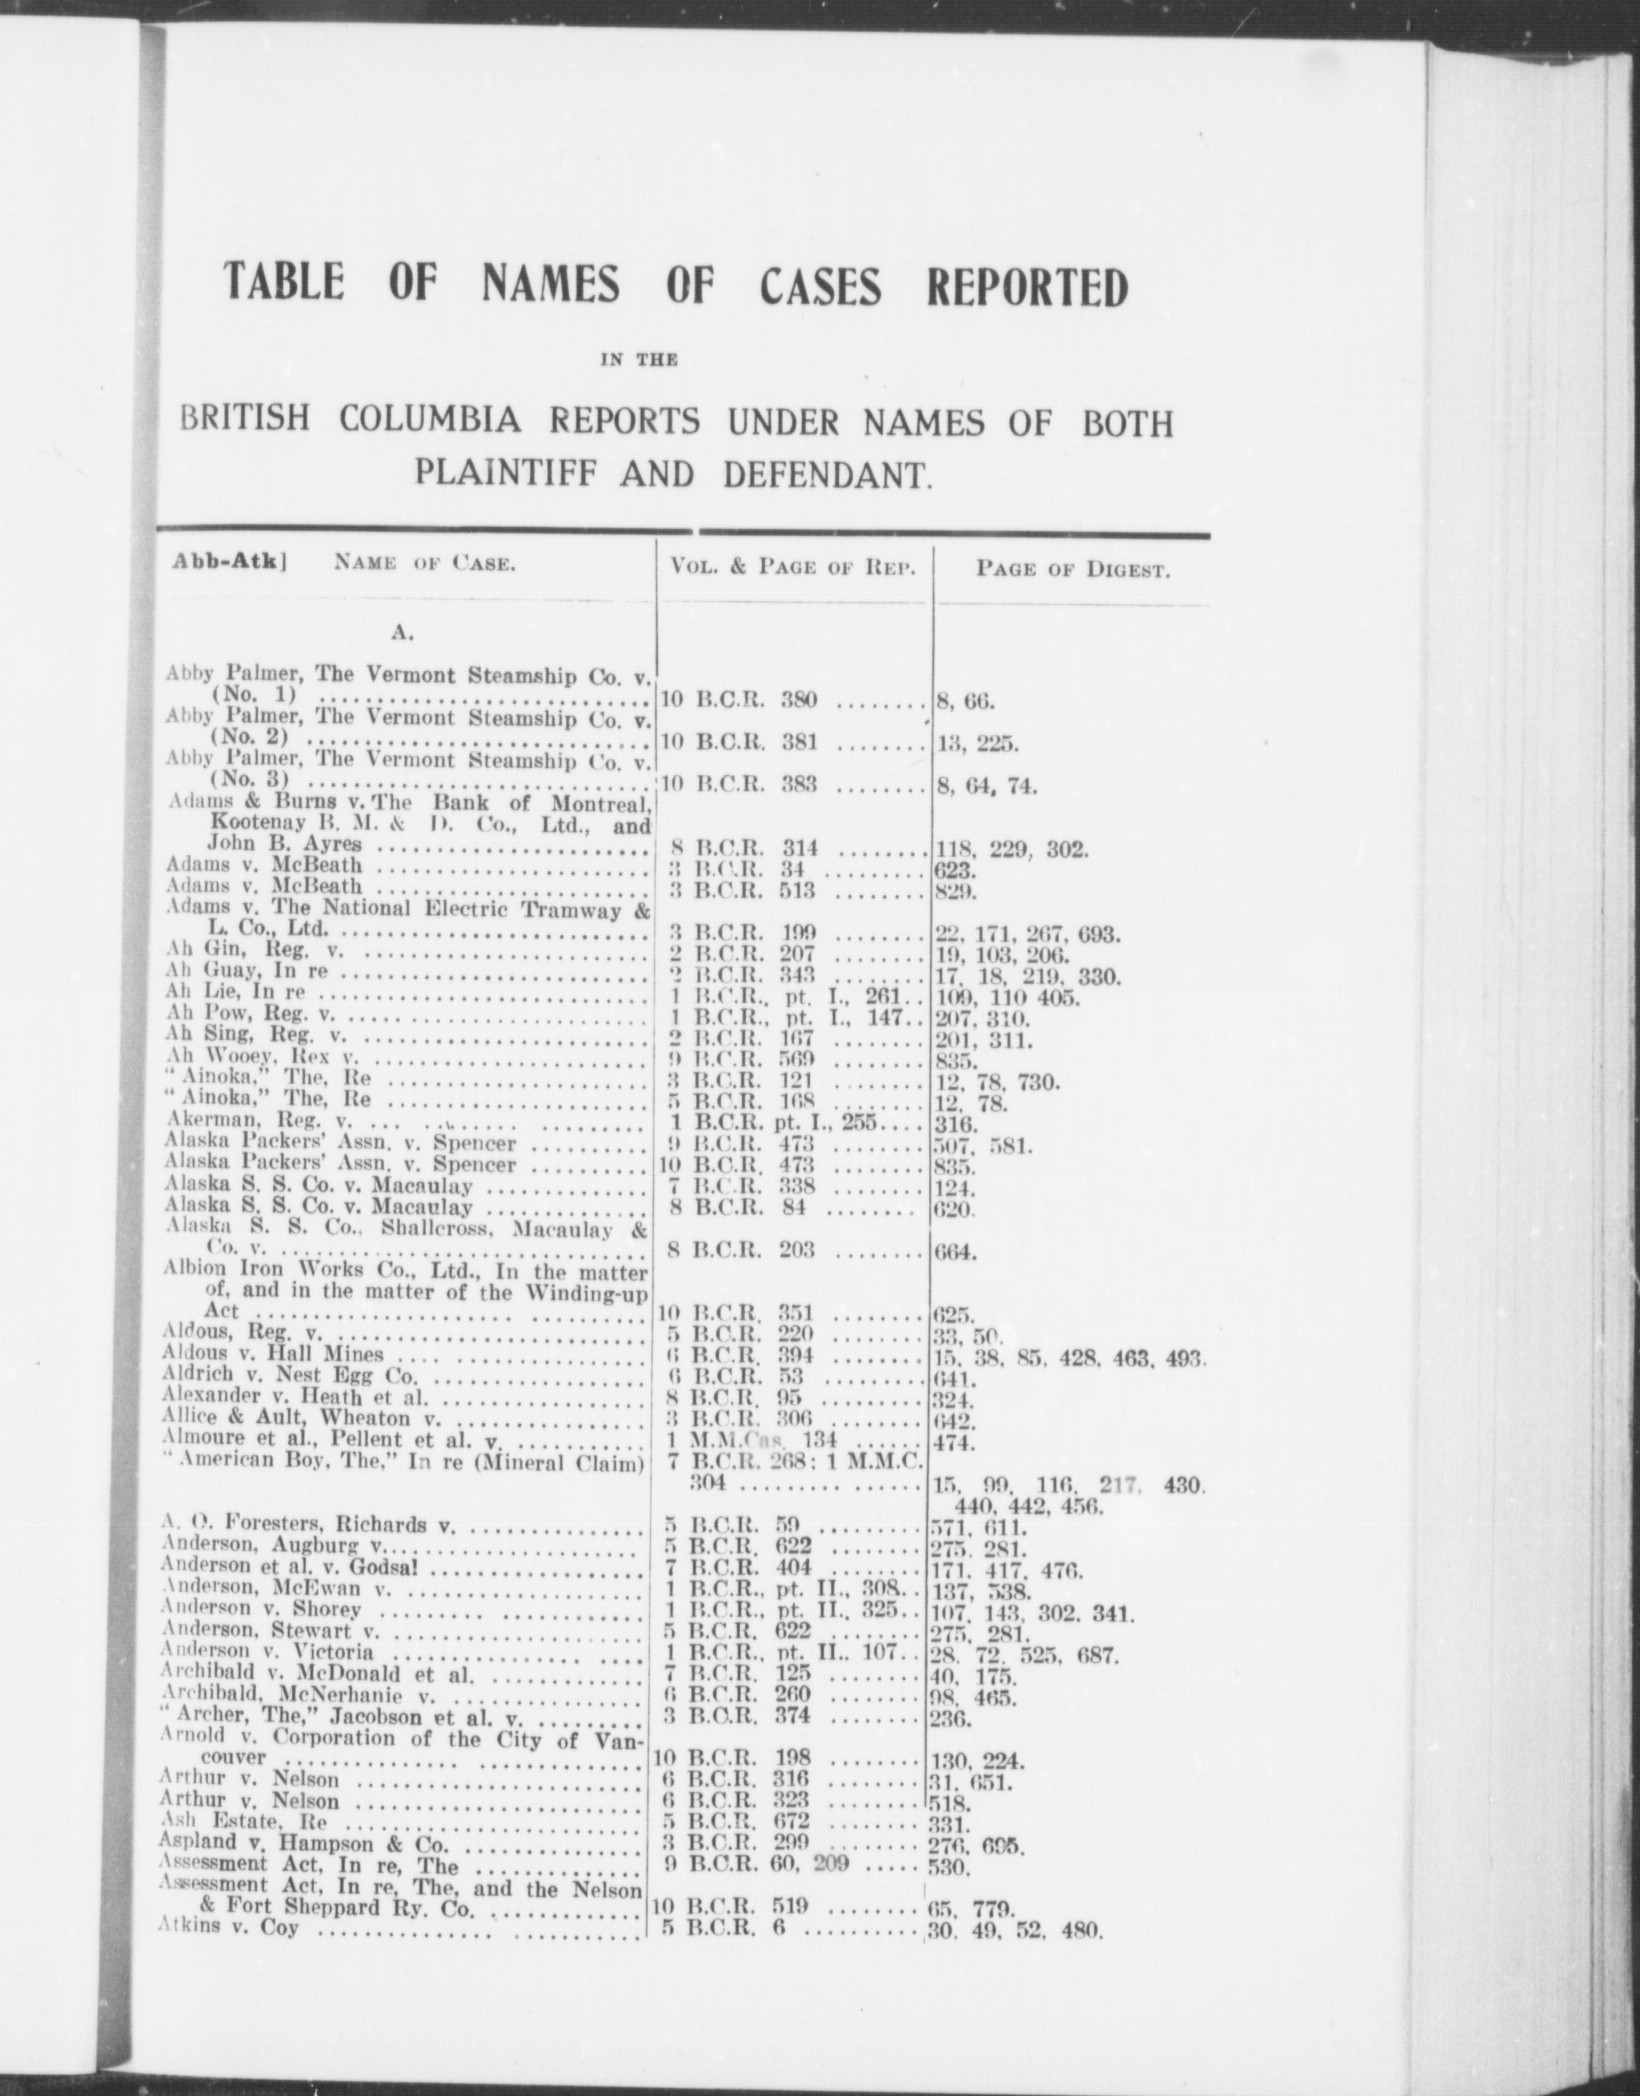 TABLE OF NAMES OF CASES REPORTED
IN THE
BRITISH COLUMBIA REPORTS UNDER NAMES OF BOTH
PLAINTIFF AND DEFENDANT.
Abb-Atk] NAME OF CASE. VOL. & PAGE OF REP. PAGE OF DIGEST.
A.
Abby Palmer, The Vermont Steamship Co. v.
(No. 1) .............................. 10 B.C.R. 380 ........ 8, 66.
Abby Palmer, The Vermont Steamship Co. v.
(No. 2) .............................. 10 B.C.R. 381 ........ 13, 225.
Abby Palmer, The Vermont Steamship Co. v.
(No. 3) .............................. 10 B.C.R. 383 ........ 8, 64, 74.
Adams & Burns v. The Bank of Montreal,
Kootenay B. M. & D. Co., Ltd., and
John B. Ayres ........................ 8 B.C.R. 314 ........ 118, 229, 302.
Adams v. McBeath ........................ 3 B.C.R. 34 ......... 623.
Adams v. McBeath ........................ 3 B.C.R. 513 ........ 829.
Adams v. The National Electric Tramway &
L. Co., Ltd. ........................... 3 B.C.R. 199 ........ 22, 171, 267, 693.
Ah Gin, Reg. v. ......................... 2 B.C.R. 207 ........ 19, 103, 206.
Ah Guay, In re ........................... 2 B.C.R. 343 ........ 17, 18, 219, 330.
Ah Lie, In re ............................. 1 B.C.R., pt. I., 261.. 109, 110 405.
Ah Pow, Reg. v. .......................... 1 B.C.R., pt. I., 147.. 207, 310.
Ah Sing, Reg. v. ......................... 2 B.C.R. 167 ........ 201, 311.
Ah Wooey, Rex v. ........................ 9 B.C.R. 569 ........ 835.
" Ainoka," The, Re ....................... 3 B.C.R. 121 ........ 12, 78, 730.
" Ainoka," The, Re ....................... 5 B.C.R. 168 ........ 12, 78.
Akerman, Reg. v. ... ........ ......... 1 B.C.R. pt. I., 255.... 316.
Alaska Packers' Assn. v. Spencer .......... 9 B.C.R. 473 ........ 507, 581.
Alaska Packers' Assn. v. Spencer .......... 10 B.C.R. 473 ........ 835.
Alaska S. S. Co. v. Macaulay .............. 7 B.C.R. 338 ........ 124.
Alaska S. S. Co. v. Macaulay .............. 8 B.C.R. 84 ........ 620.
Alaska S. S. Co., Shallcross, Macaulay &
Co. v. ................................ 8 B.C.R. 203 ........ 664.
Albion Iron Works Co., Ltd., In the matter
of, and in the matter of the Winding-up
Act ...................... .......... 10 B.C.R. 351 ........ 625.
Aldous, Reg. v. ........................... 5 B.C.R. 220 ........ 33, 50.
Aldous v. Hall Mines .... ................ 6 B.C.R. 394 ........ 15, 38, 85, 428, 463, 493.
Aldrich v. Nest Egg Co. ................... 6 B.C.R. 53 ......... 641.
Alexander v. Heath et al. .................. 8 B.C.R. 95 ......... 324.
Allice & Ault, Wheaton v. ................. 3 B.C.R. 306 ........ 642.
Almoure et al., Pellent et al. v. ........... 1 M.M.Cas. 134 ...... 474.
" American Boy, The," In re (Mineral Claim) 7 B.C.R. 268; 1 M.M.C.
304 ......... ...... 15, 99, 116, 217, 430,
440, 442, 456.
A. O. Foresters, Richards v. ............... 5 B.C.R. 59 ......... 571, 611.
Anderson, Augburg v...................... 5 B.C.R. 622 ........ 275, 281.
Anderson et al. v. Godsal ................... 7 B.C.R. 404 ........ 171, 417, 476.
Anderson, McEwan v. .................... 1 B.C.R., pt. II., 308.. 137, 538.
Anderson v. Shorey ......... ............ 1 B.C.R., pt. II., 325.. 107, 143, 302, 341.
Anderson, Stewart v. ..................... 5 B.C.R. 622 ........ 275, 281.
Anderson v. Victoria .................. .... 1 B.C.R., pt. II., 107.. 28, 72, 525, 687.
Archibald v. McDonald et al. ............. 7 B.C.R. 125 ........ 40, 175.
Archibald, McNerhanie v. ................ 6 B.C.R. 260 ........ 98, 465.
" Archer, The," Jacobson et al. v. ......... 3 B.C.R. 374 ........ 236.
Arnold v. Corporation of the City of Van-
couver ............... .............. 10 B.C.R. 198 ........ 130, 224.
Arthur v. Nelson ......................... 6 B.C.R. 316 ........ 31, 651.
Arthur v. Nelson ......................... 6 B.C.R. 323 ........ 518.
Ash Estate, Re .......................... 5 B.C.R. 672 ........ 331.
Aspland v. Hampson & Co. ............... 3 B.C.R. 299 ........ 276, 695.
Assessment Act, In re, The .............. 9 B.C.R. 60, 209 ..... 530.
Assessment Act, In re, The, and the Nelson
& Fort Sheppard Ry. Co. ............. 10 B.C.R. 519 ........ 65, 779.
Atkins v. Coy ............... ........... 5 B.C.R. 6 .......... 30, 49, 52, 480.